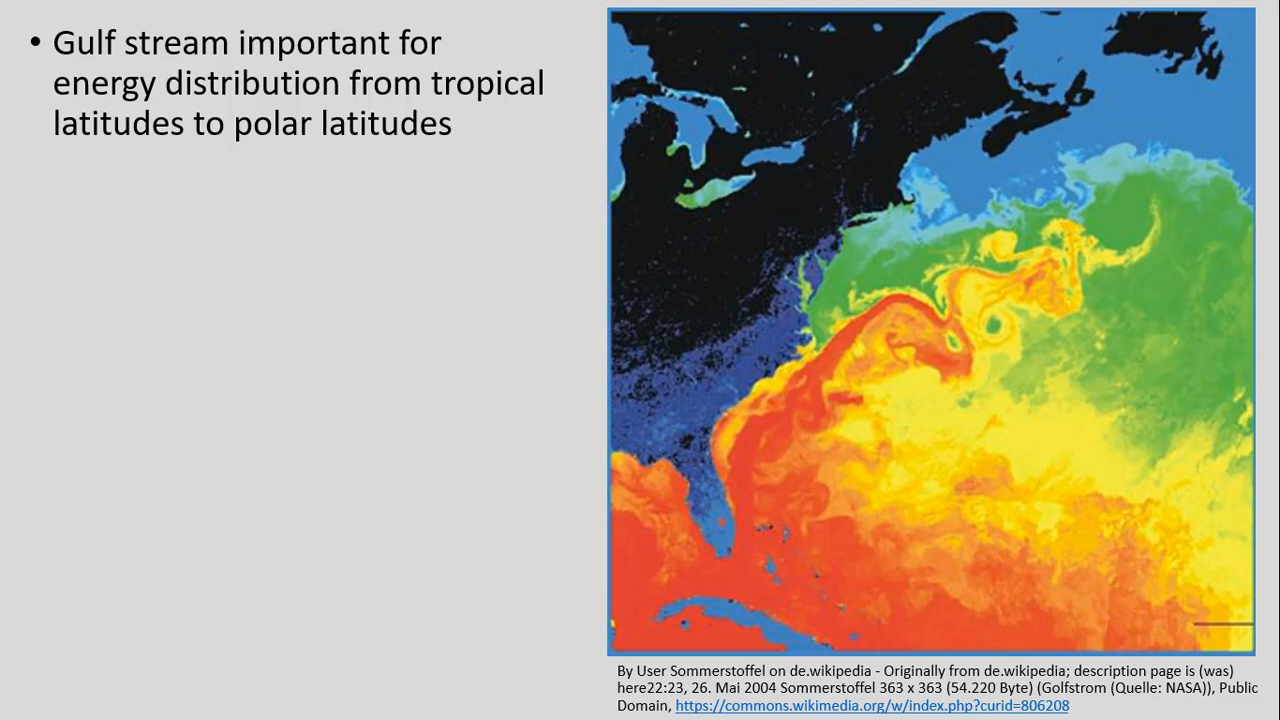 • Gulf stream important for
energy distribution from tropical
latitudes to polar latitudes
By User Sommerstoffel on de.wikipedia - Originally from de.wikipedia; description page is (was)
here22:23, 26. Mai 2004 Sommerstoffel 363 x 363 (54.220 Byte) (Golfstrom (Quelle: NASA)), Public
Domain, https://commons.wikimedia.org/w/index.php?curid=806208